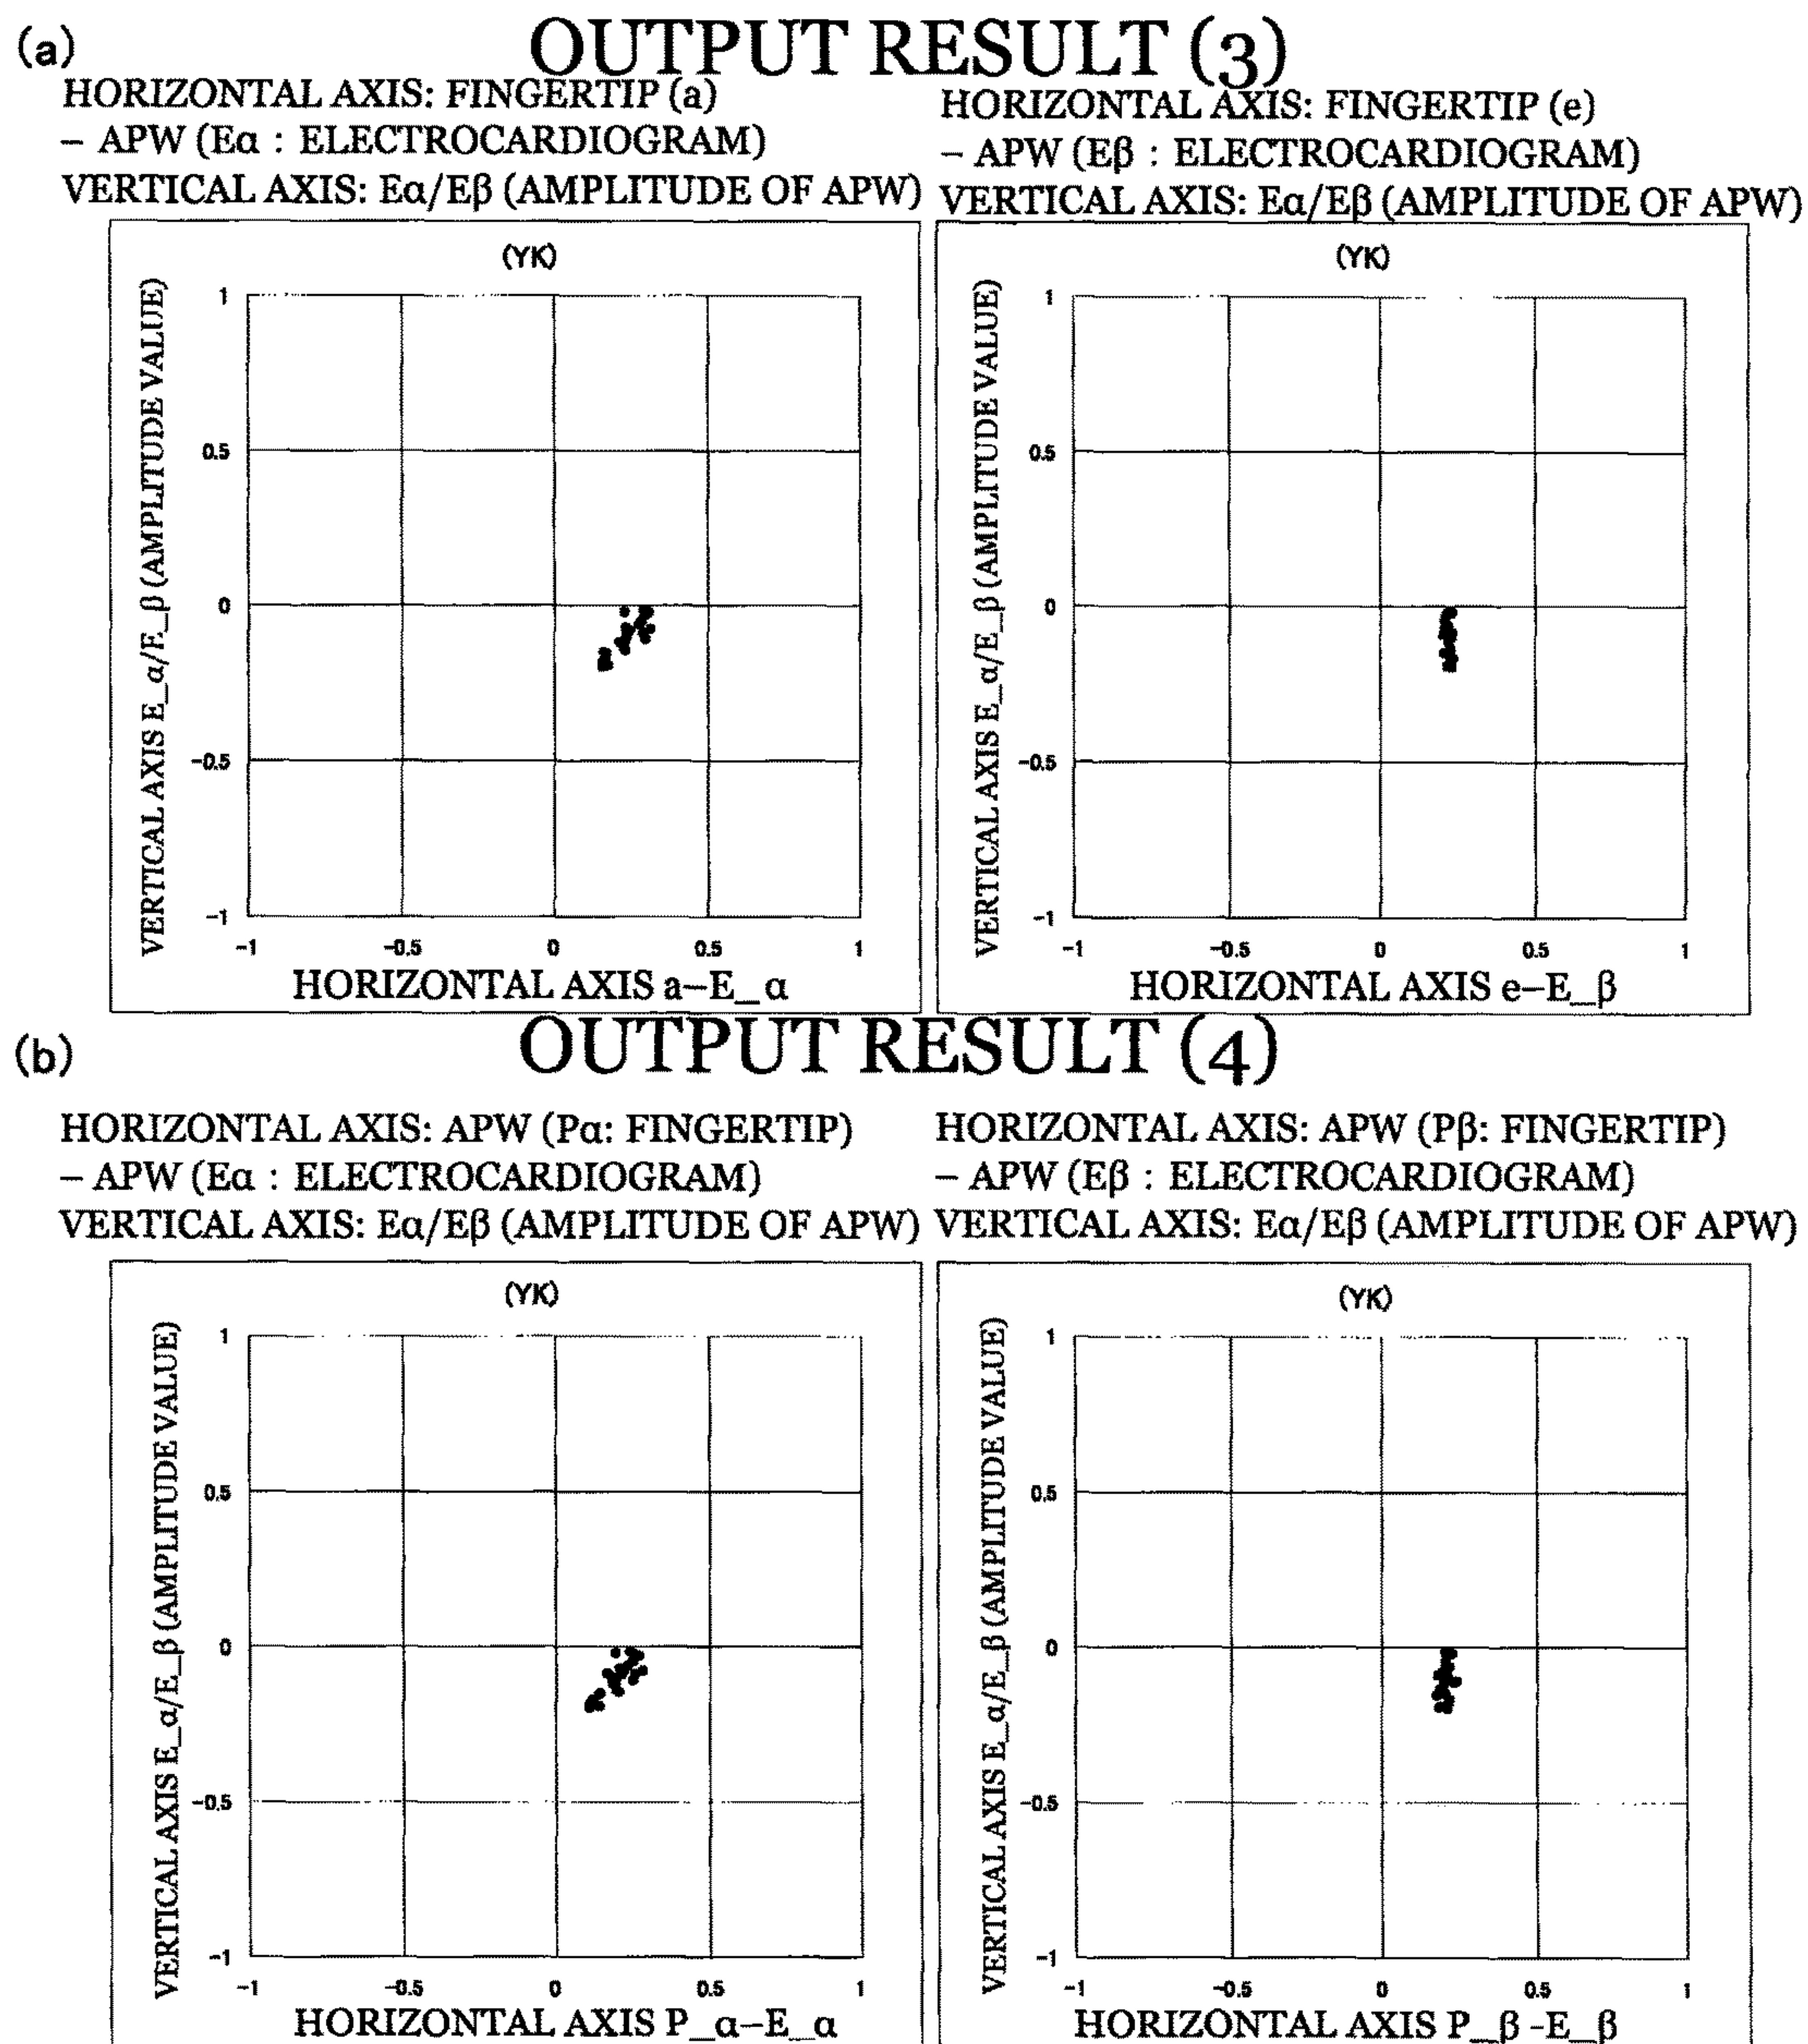 (a)
OUTPUT RESULT (3)
HORIZONTAL AXIS: FINGERTIP (a)
– APW (Eα : ELECTROCARDIOGRAM)
VERTICAL AXIS: Eα/Eβ (AMPLITUDE OF APW)
(YK)
VERTICAL AXIS E_α/E_β (AMPLITUDE VALUE)
1
0.5
0
-0.5
-1
-1 -0.5 0 0.5 1
HORIZONTAL AXIS a–E_α
HORIZONTAL AXIS: FINGERTIP (e)
– APW (Eβ : ELECTROCARDIOGRAM)
VERTICAL AXIS: Eα/Eβ (AMPLITUDE OF APW)
(YK)
VERTICAL AXIS E_α/E_β (AMPLITUDE VALUE)
1
0.5
0
-0.5
-1
-1 -0.5 0 0.5 1
HORIZONTAL AXIS e–E_β
(b)
OUTPUT RESULT (4)
HORIZONTAL AXIS: APW (Pα: FINGERTIP)
– APW (Eα : ELECTROCARDIOGRAM)
VERTICAL AXIS: Eα/Eβ (AMPLITUDE OF APW)
(YK)
VERTICAL AXIS E_α/E_β (AMPLITUDE VALUE)
1
0.5
0
-0.5
-1
-1 -0.5 0 0.5 1
HORIZONTAL AXIS P_α–E_α
HORIZONTAL AXIS: APW (Pβ: FINGERTIP)
– APW (Eβ : ELECTROCARDIOGRAM)
VERTICAL AXIS: Eα/Eβ (AMPLITUDE OF APW)
(YK)
VERTICAL AXIS E_α/E_β (AMPLITUDE VALUE)
1
0.5
0
-0.5
-1
-1 -0.5 0 0.5 1
HORIZONTAL AXIS P_β -E_β